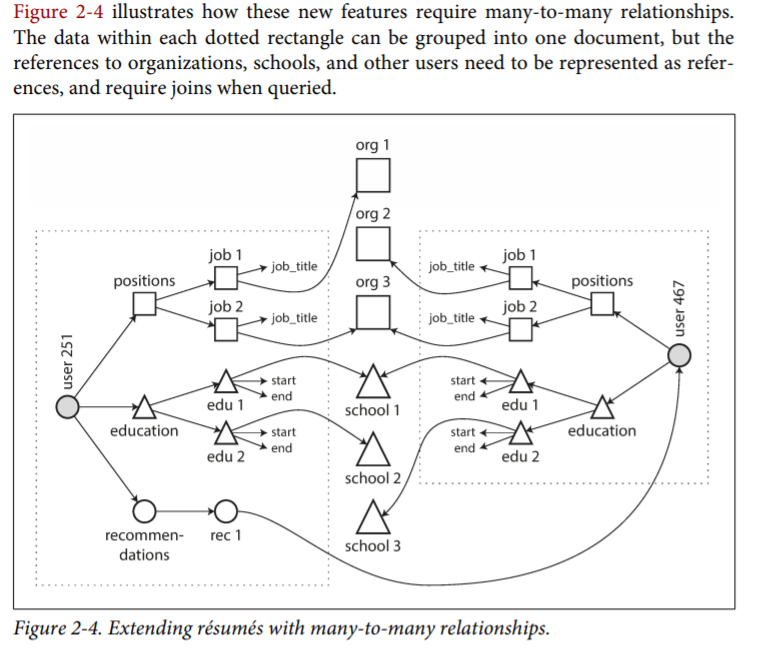 Figure 2-4 illustrates how these new features require many-to-many relationships.
The data within each dotted rectangle can be grouped into one document, but the
references to organizations, schools, and other users need to be represented as refer-
ences, and require joins when queried.
org 1
org 2
org 3
school 1
school 2
school 3
user 251
positions
job 1
job_title
job 2
job_title
education
edu 1
start
end
edu 2
start
end
recommen-
dations
rec 1
user 467
positions
job 1
job_title
job 2
job_title
education
edu 1
start
end
edu 2
start
end
Figure 2-4. Extending résumés with many-to-many relationships.